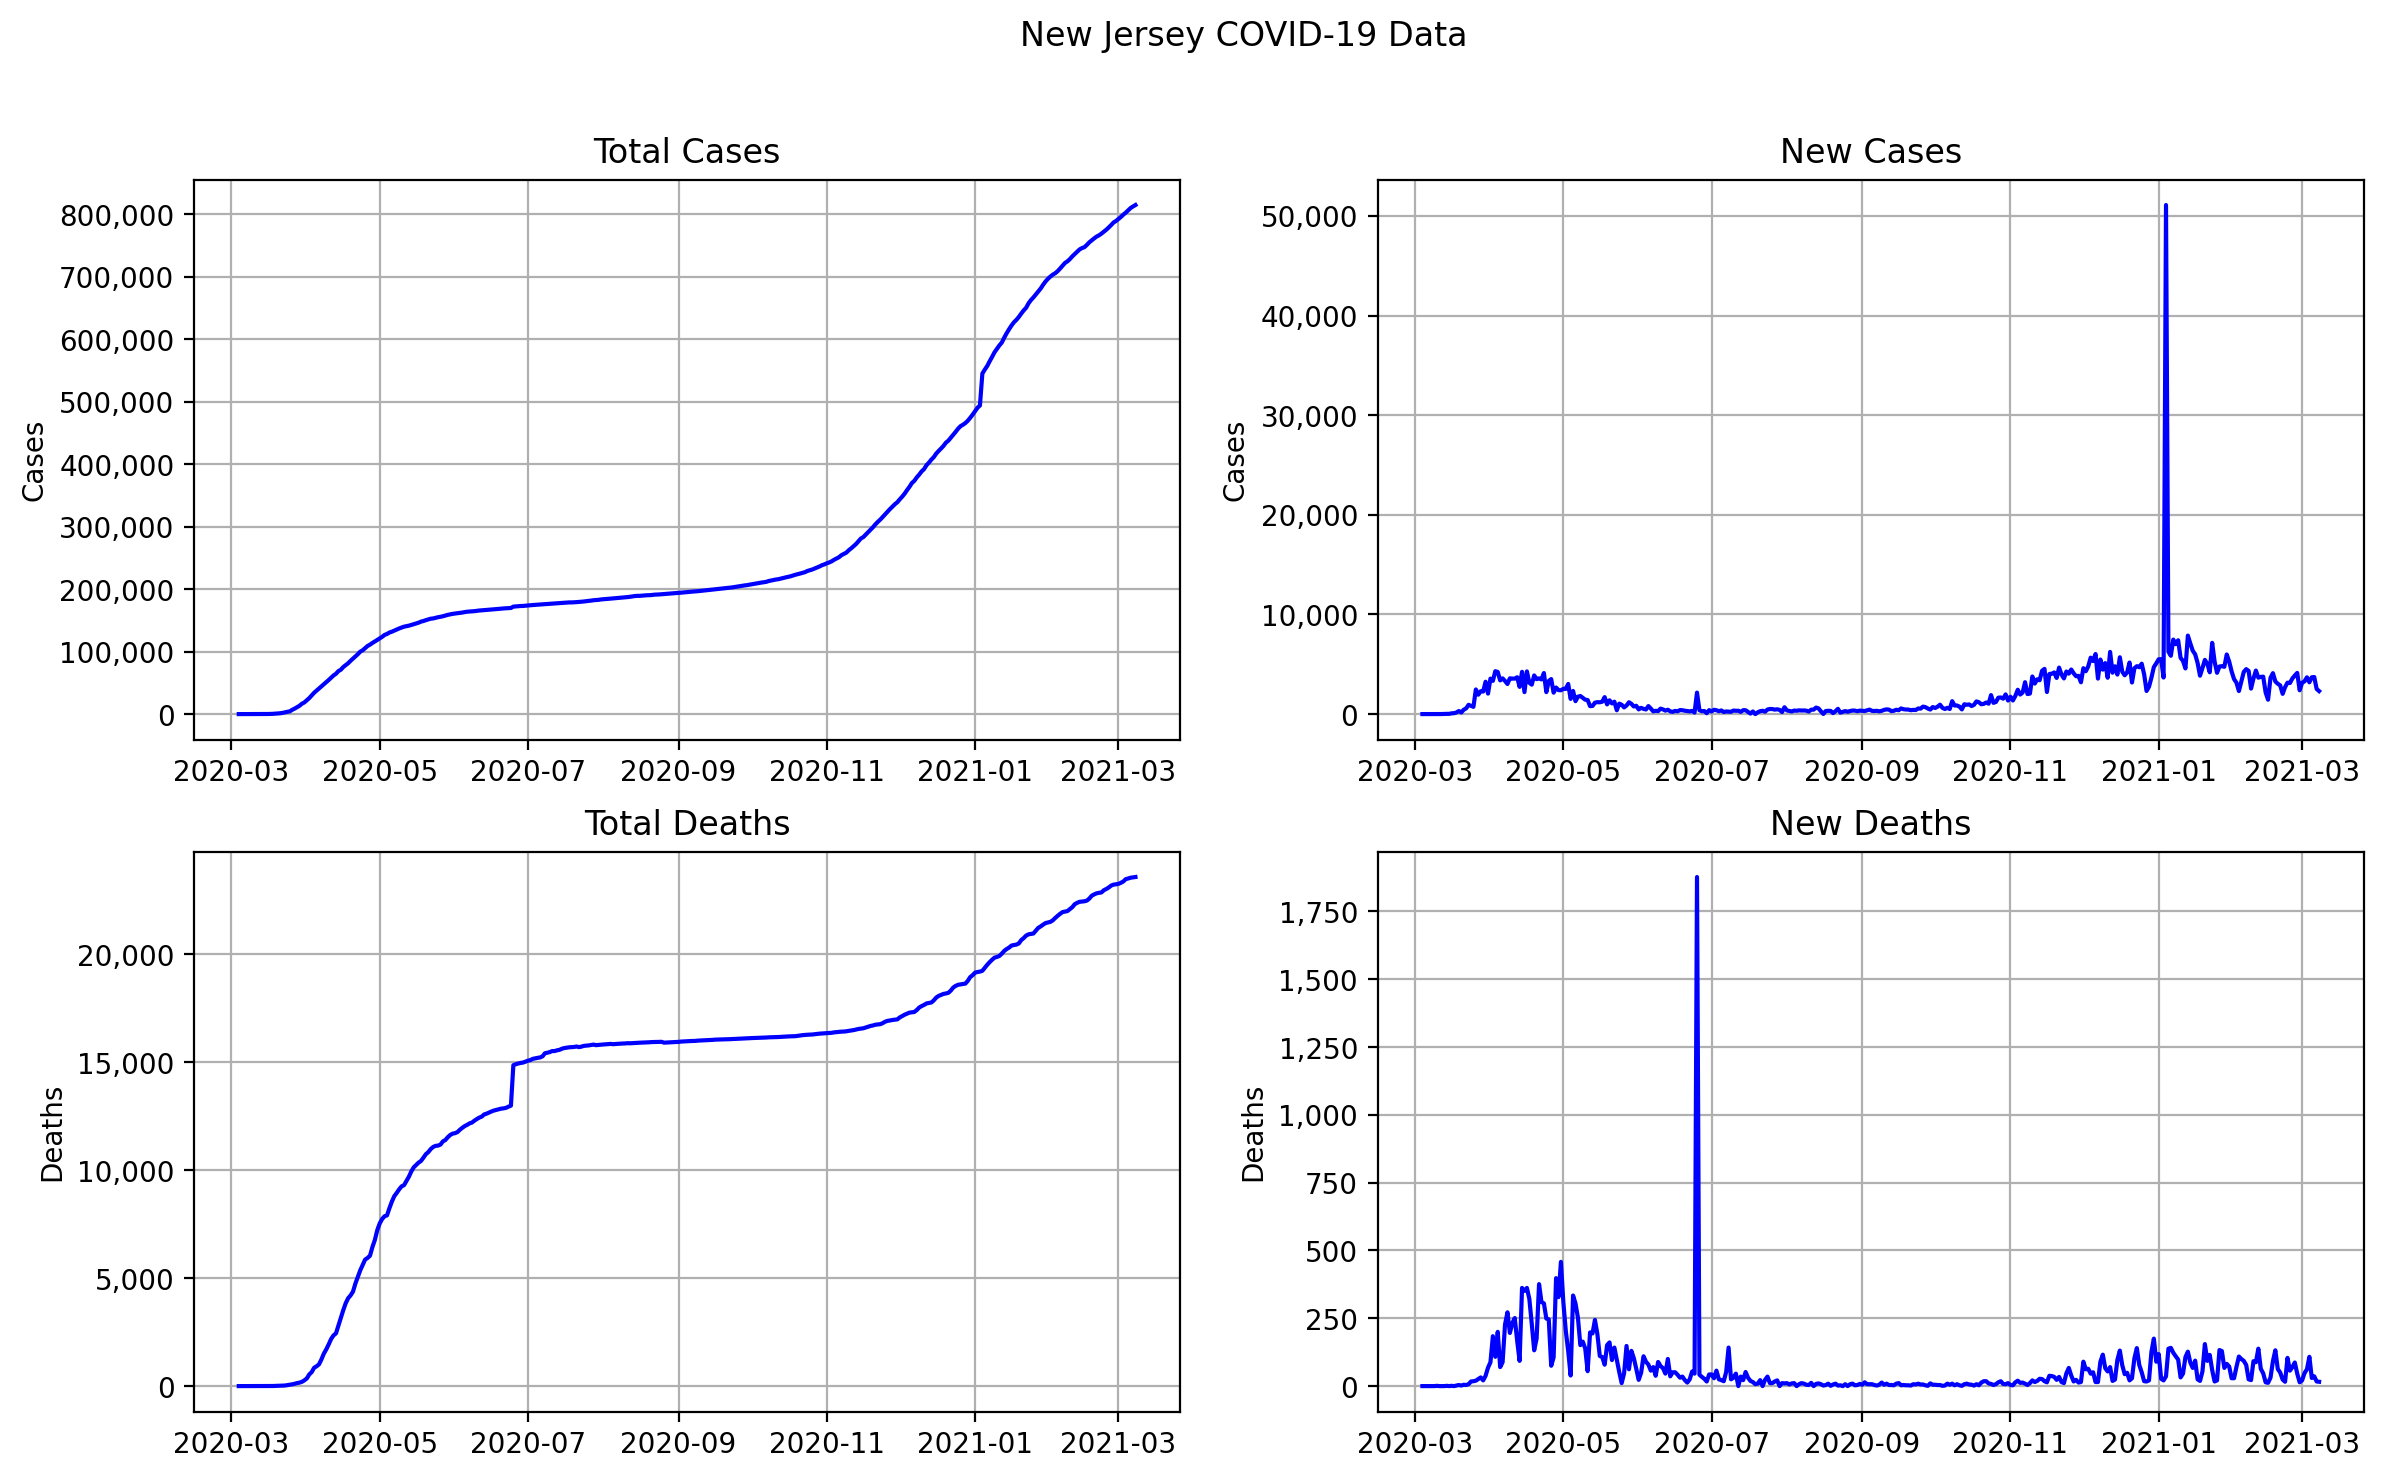 New Jersey COVID-19 Data
Total Cases
Cases
800,000
700,000
600,000
500,000
400,000
300,000
200,000
100,000
0
2020-03 2020-05 2020-07 2020-09 2020-11 2021-01 2021-03
New Cases
Cases
50,000
40,000
30,000
20,000
10,000
0
2020-03 2020-05 2020-07 2020-09 2020-11 2021-01 2021-03
Total Deaths
Deaths
20,000
15,000
10,000
5,000
0
2020-03 2020-05 2020-07 2020-09 2020-11 2021-01 2021-03
New Deaths
Deaths
1,750
1,500
1,250
1,000
750
500
250
0
2020-03 2020-05 2020-07 2020-09 2020-11 2021-01 2021-03